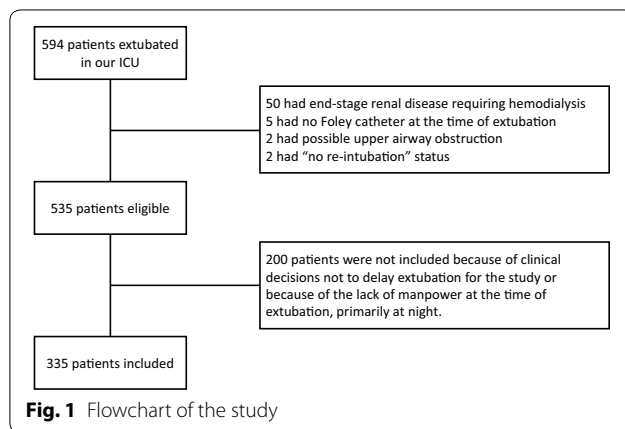 594 patients extubated
in our ICU
50 had end-stage renal disease requiring hemodialysis
5 had no Foley catheter at the time of extubation
2 had possible upper airway obstruction
2 had “no re-intubation” status
535 patients eligible
200 patients were not included because of clinical
decisions not to delay extubation for the study or
because of the lack of manpower at the time of
extubation, primarily at night.
335 patients included
Fig. 1 Flowchart of the study